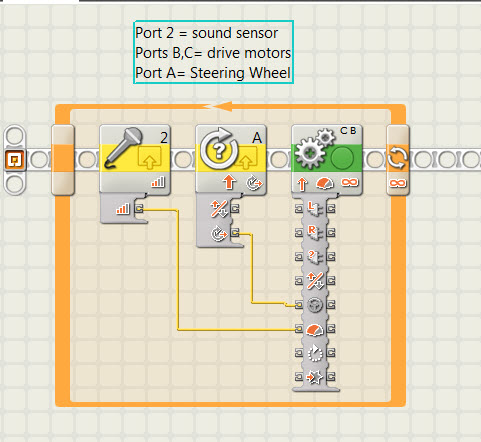 Port 2 = sound sensor
Ports B,C= drive motors
Port A= Steering Wheel
2
A
C B
L
R
?
?